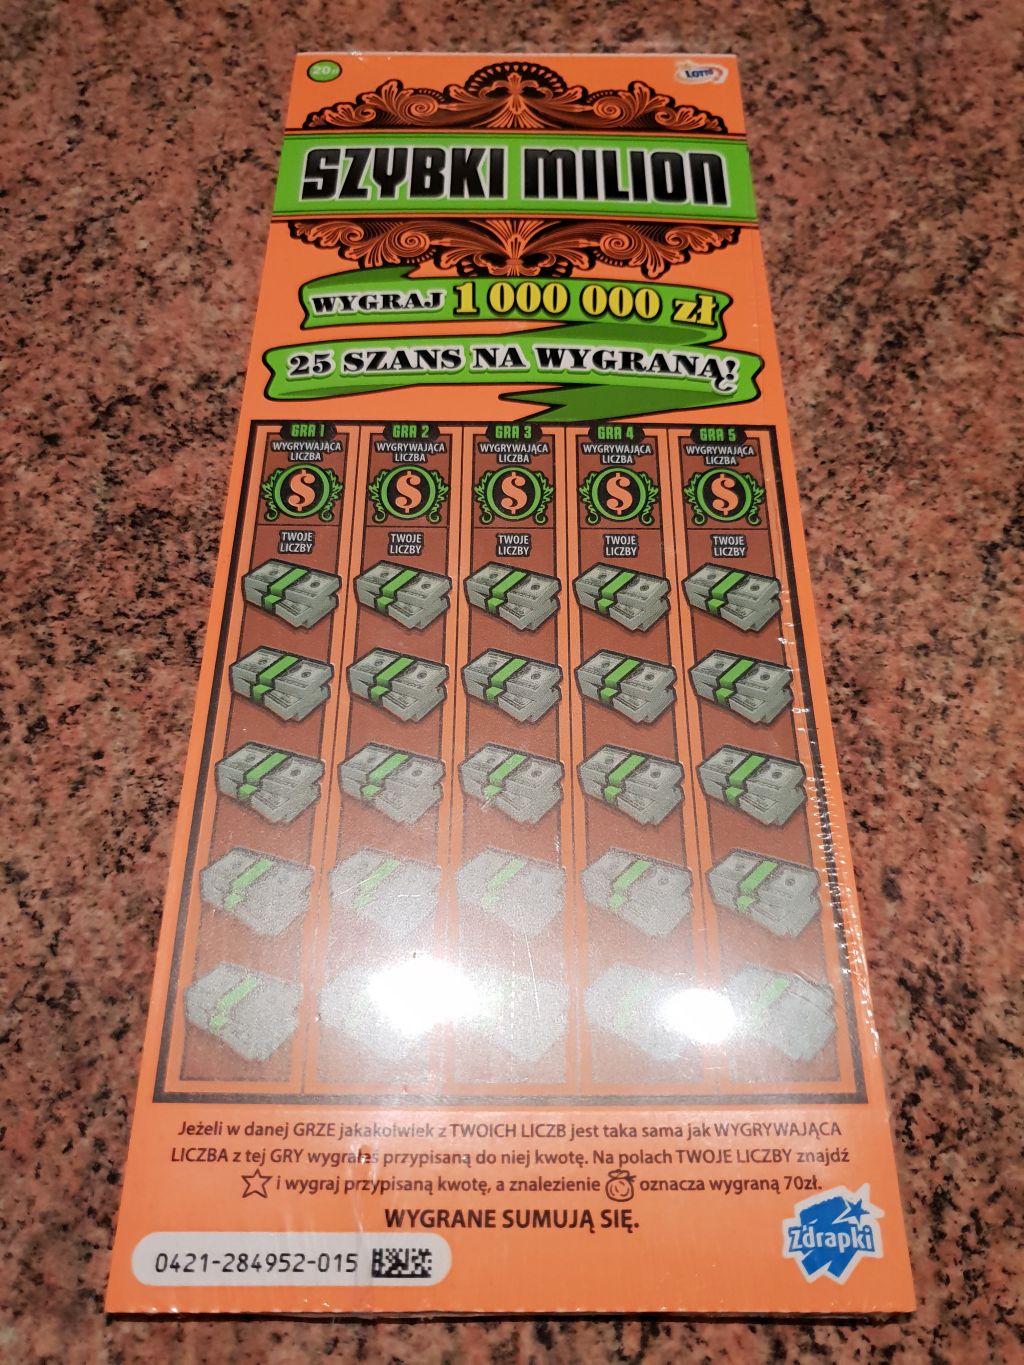 20zł
LOTTO
SZYBKI MILION
WYGRAJ 1 000 000 zł
25 SZANS NA WYGRANĄ!
GRA 1 GRA 2 GRA 3 GRA 4 GRA 5
WYGRYWAJĄCA WYGRYWAJĄCA WYGRYWAJĄCA WYGRYWAJĄCA WYGRYWAJĄCA
LICZBA LICZBA LICZBA LICZBA LICZBA
$ $ $ $ $
TWOJE TWOJE TWOJE TWOJE TWOJE
LICZBY LICZBY LICZBY LICZBY LICZBY
Jeżeli w danej GRZE jakakolwiek z TWOICH LICZB jest taka sama jak WYGRYWAJĄCA
LICZBA z tej GRY wygrałeś przypisaną do niej kwotę. Na polach TWOJE LICZBY znajdź
i wygraj przypisaną kwotę, a znalezienie oznacza wygraną 70zł.
WYGRANE SUMUJĄ SIĘ.
Zdrapki
0421-284952-015